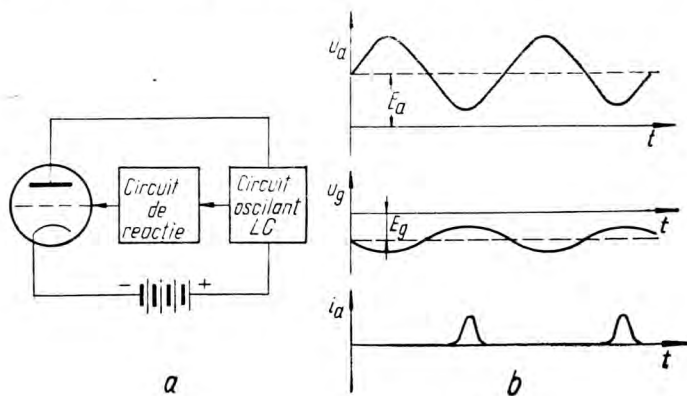 Circuit
de
reactie
Circuit
oscilant
LC
− +
a
u_a
E_a
t
u_g
E_g
t
i_a
t
b